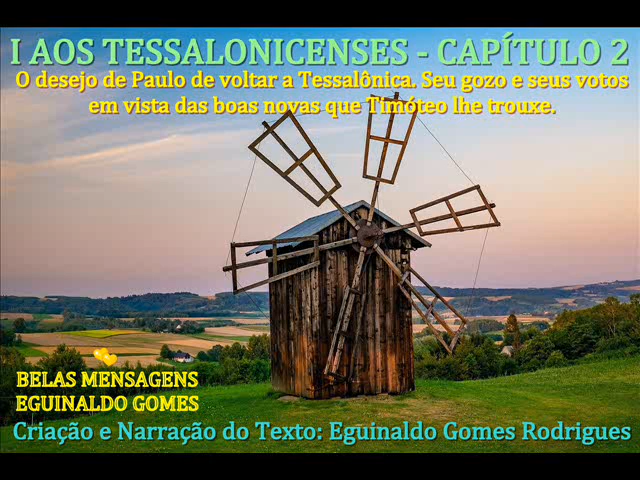 I AOS TESSALONICENSES - CAPÍTULO 2
O desejo de Paulo de voltar a Tessalônica. Seu gozo e seus votos
em vista das boas novas que Timóteo lhe trouxe.
BELAS MENSAGENS
EGUINALDO GOMES
Criação e Narração do Texto: Eguinaldo Gomes Rodrigues